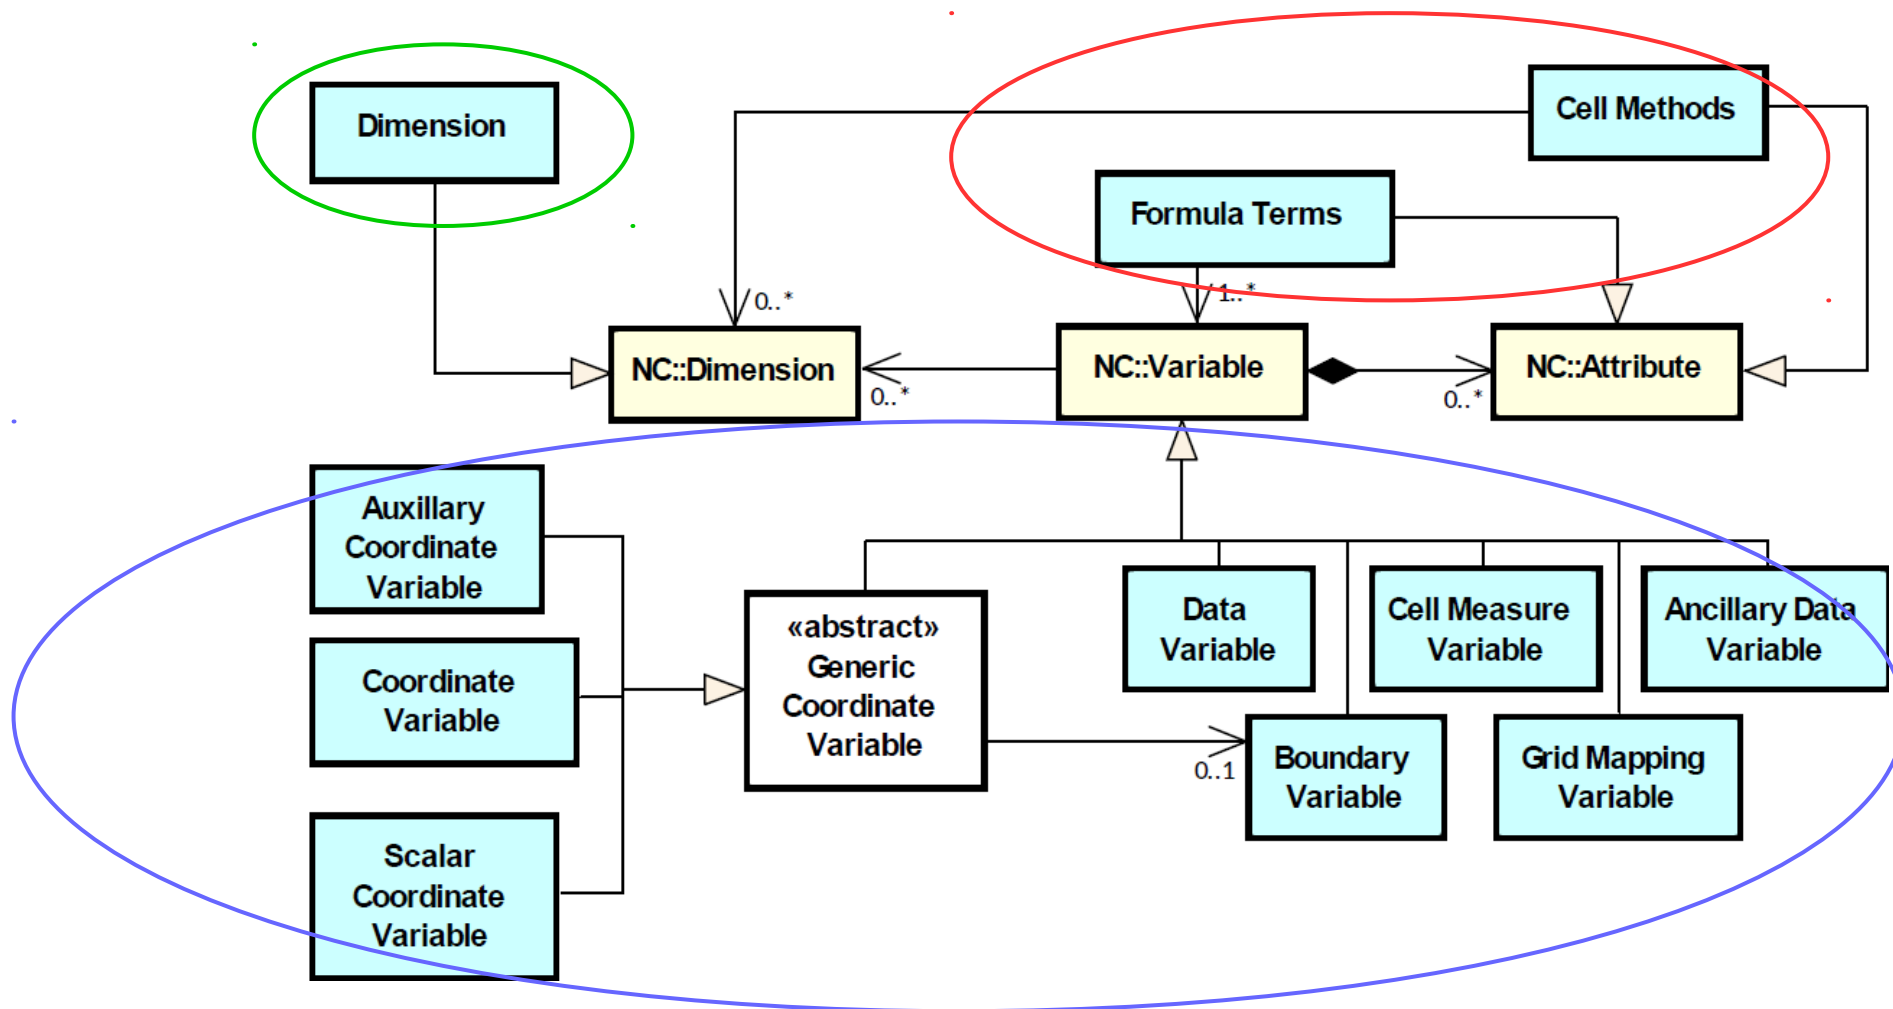 Dimension
Cell Methods
Formula Terms
0..*
1..*
NC::Dimension
NC::Variable
NC::Attribute
0..*
0..*
Auxillary
Coordinate
Variable
Coordinate
Variable
Scalar
Coordinate
Variable
«abstract»
Generic
Coordinate
Variable
0..1
Data
Variable
Cell Measure
Variable
Ancillary Data
Variable
Boundary
Variable
Grid Mapping
Variable